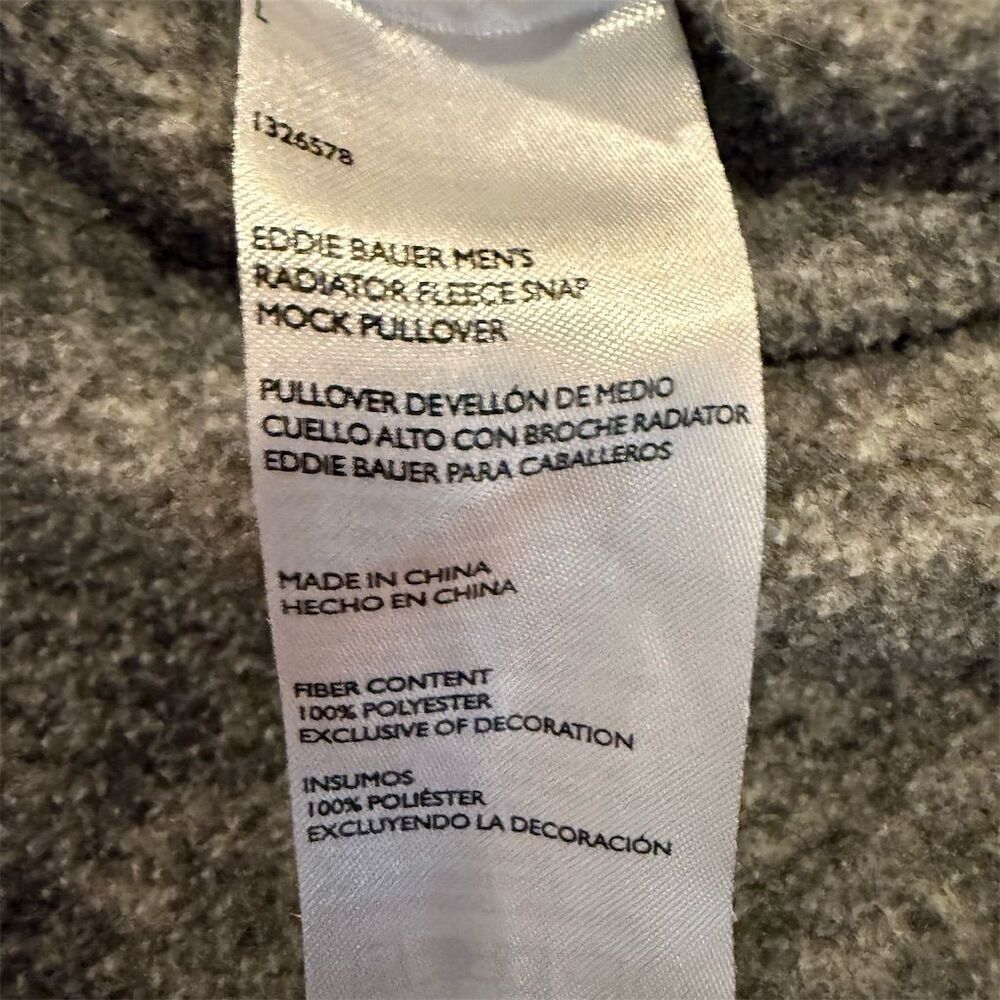 L
1326578
EDDIE BAUER MEN'S
RADIATOR FLEECE SNAP
MOCK PULLOVER
PULLOVER DE VELLÓN DE MEDIO
CUELLO ALTO CON BROCHE RADIATOR
EDDIE BAUER PARA CABALLEROS
MADE IN CHINA
HECHO EN CHINA
FIBER CONTENT
100% POLYESTER
EXCLUSIVE OF DECORATION
INSUMOS
100% POLIÉSTER
EXCLUYENDO LA DECORACIÓN